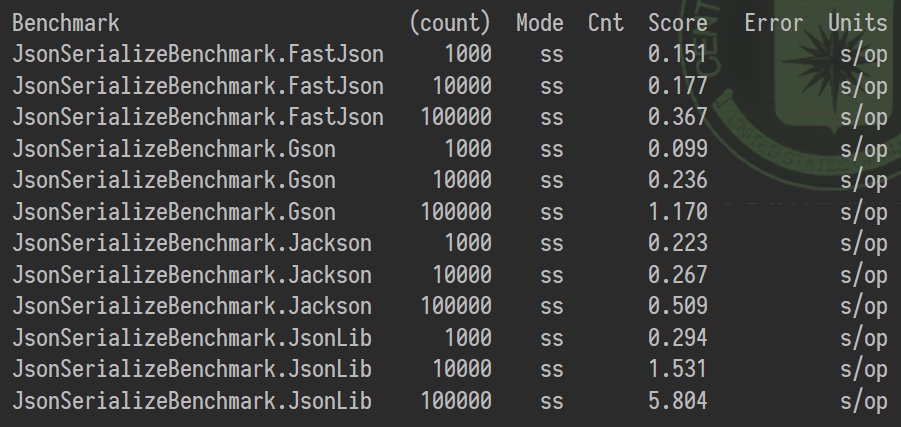 Benchmark (count) Mode Cnt Score Error Units
JsonSerializeBenchmark.FastJson 1000 ss 0.151 s/op
JsonSerializeBenchmark.FastJson 10000 ss 0.177 s/op
JsonSerializeBenchmark.FastJson 100000 ss 0.367 s/op
JsonSerializeBenchmark.Gson 1000 ss 0.099 s/op
JsonSerializeBenchmark.Gson 10000 ss 0.236 s/op
JsonSerializeBenchmark.Gson 100000 ss 1.170 s/op
JsonSerializeBenchmark.Jackson 1000 ss 0.223 s/op
JsonSerializeBenchmark.Jackson 10000 ss 0.267 s/op
JsonSerializeBenchmark.Jackson 100000 ss 0.509 s/op
JsonSerializeBenchmark.JsonLib 1000 ss 0.294 s/op
JsonSerializeBenchmark.JsonLib 10000 ss 1.531 s/op
JsonSerializeBenchmark.JsonLib 100000 ss 5.804 s/op
CENT
UNITED STATES